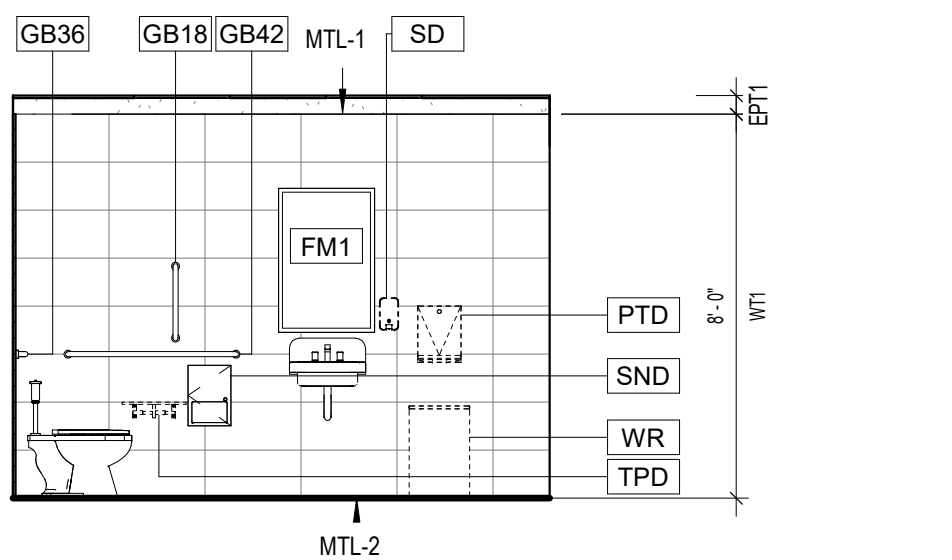 GB36
GB18
GB42
MTL-1
SD
EPT1
FM1
8' - 0"
WT1
PTD
SND
WR
TPD
MTL-2